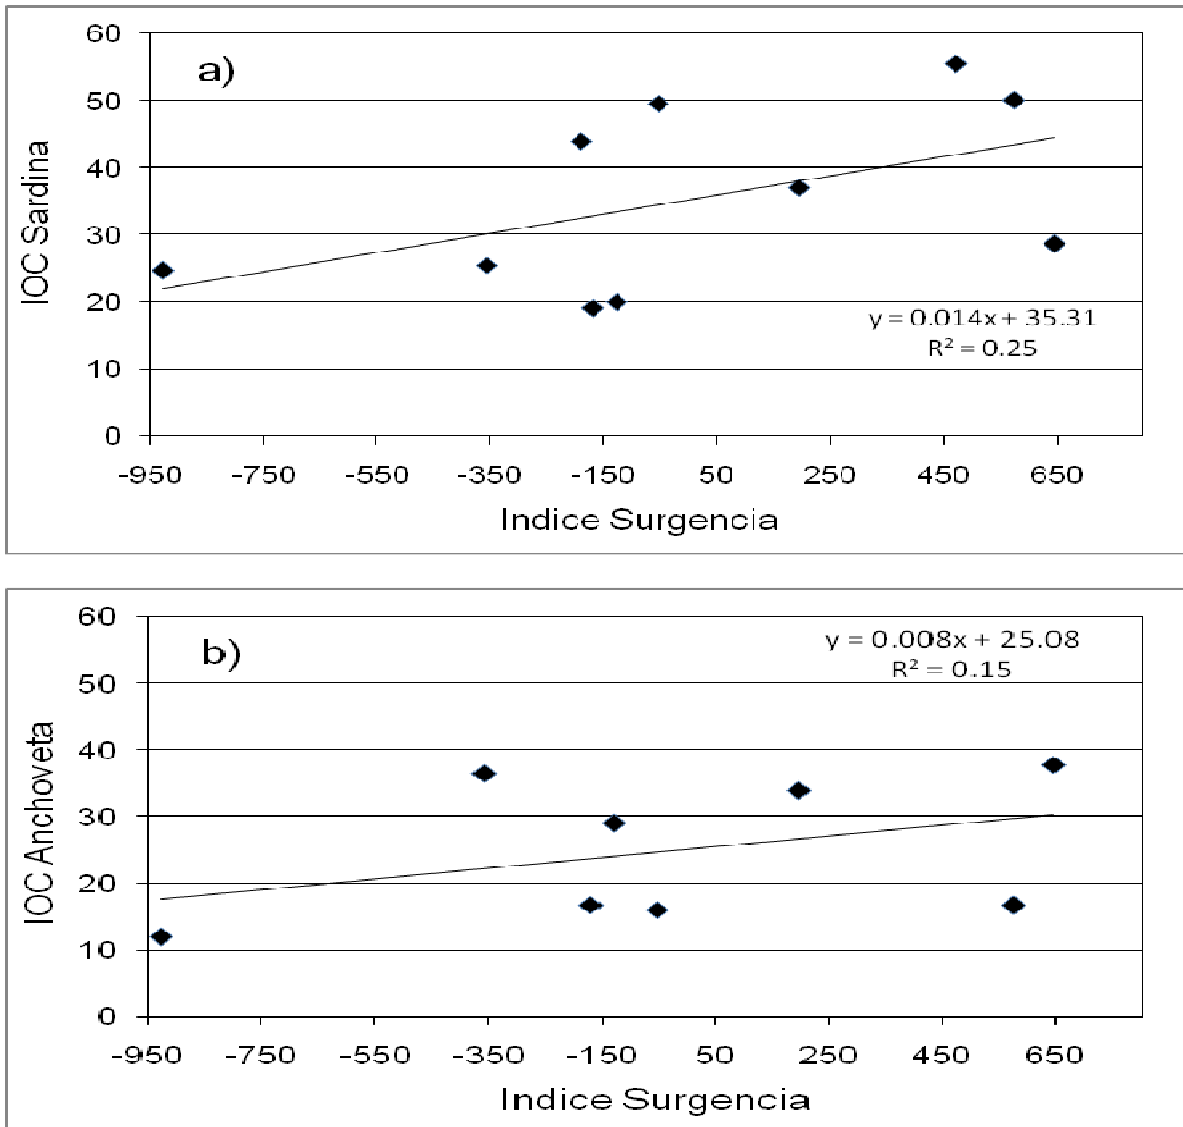 a)
60
50
40
30
20
10
0
IOC Sardina
y = 0.014x + 35.31
R² = 0.25
-950 -750 -550 -350 -150 50 250 450 650
Indice Surgencia
b)
y = 0.008x + 25.08
R² = 0.15
60
50
40
30
20
10
0
IOC Anchoveta
-950 -750 -550 -350 -150 50 250 450 650
Indice Surgencia